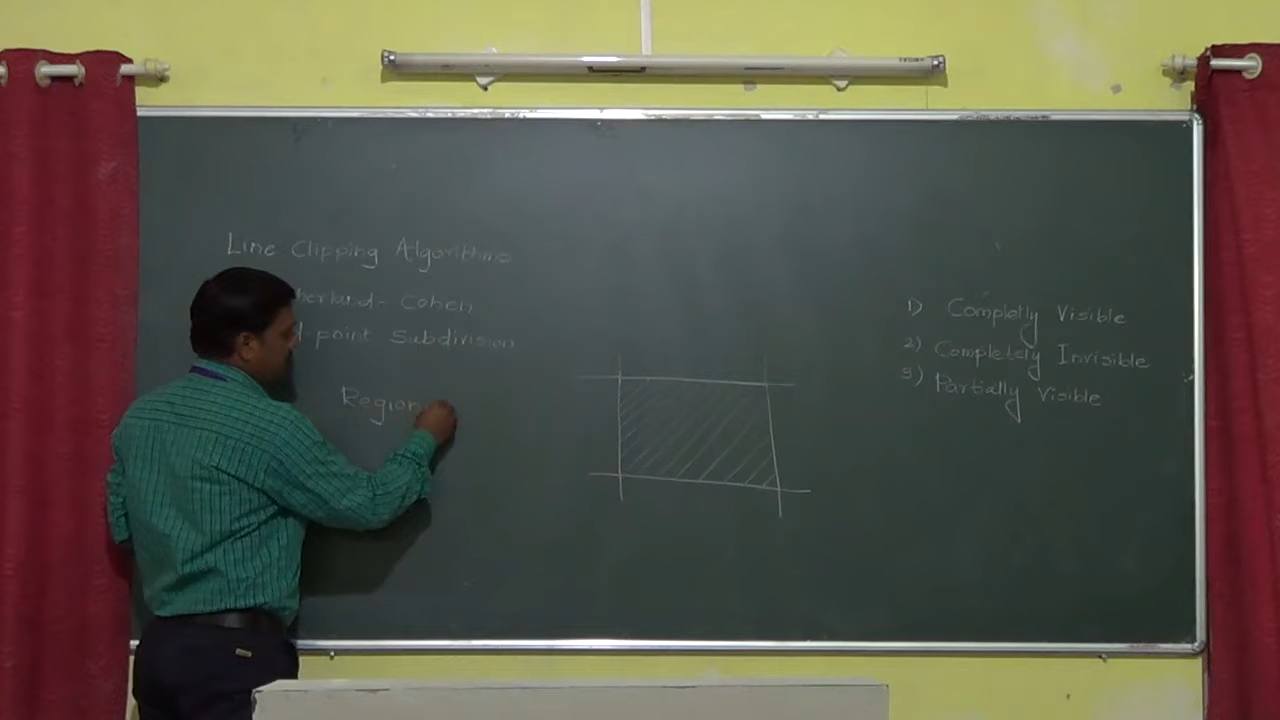 Line Clipping Algorithms
herland - Cohen
d-point Subdivision
Region
1) Completly Visible
2) Completely Invisible
3) Partially Visible